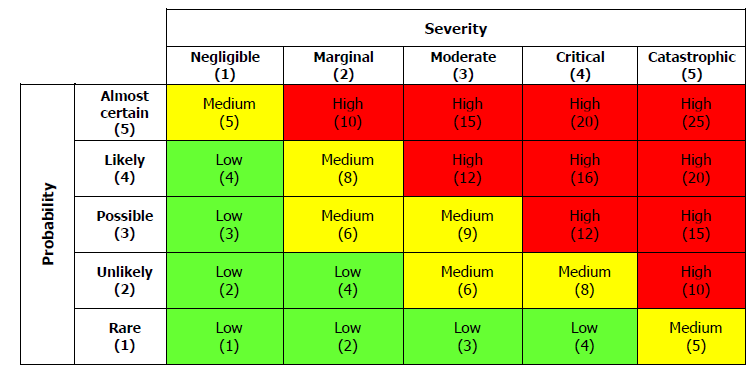 Severity
Negligible
(1)
Marginal
(2)
Moderate
(3)
Critical
(4)
Catastrophic
(5)
Probability
Almost
certain
(5)
Medium
(5)
High
(10)
High
(15)
High
(20)
High
(25)
Likely
(4)
Low
(4)
Medium
(8)
High
(12)
High
(16)
High
(20)
Possible
(3)
Low
(3)
Medium
(6)
Medium
(9)
High
(12)
High
(15)
Unlikely
(2)
Low
(2)
Low
(4)
Medium
(6)
Medium
(8)
High
(10)
Rare
(1)
Low
(1)
Low
(2)
Low
(3)
Low
(4)
Medium
(5)